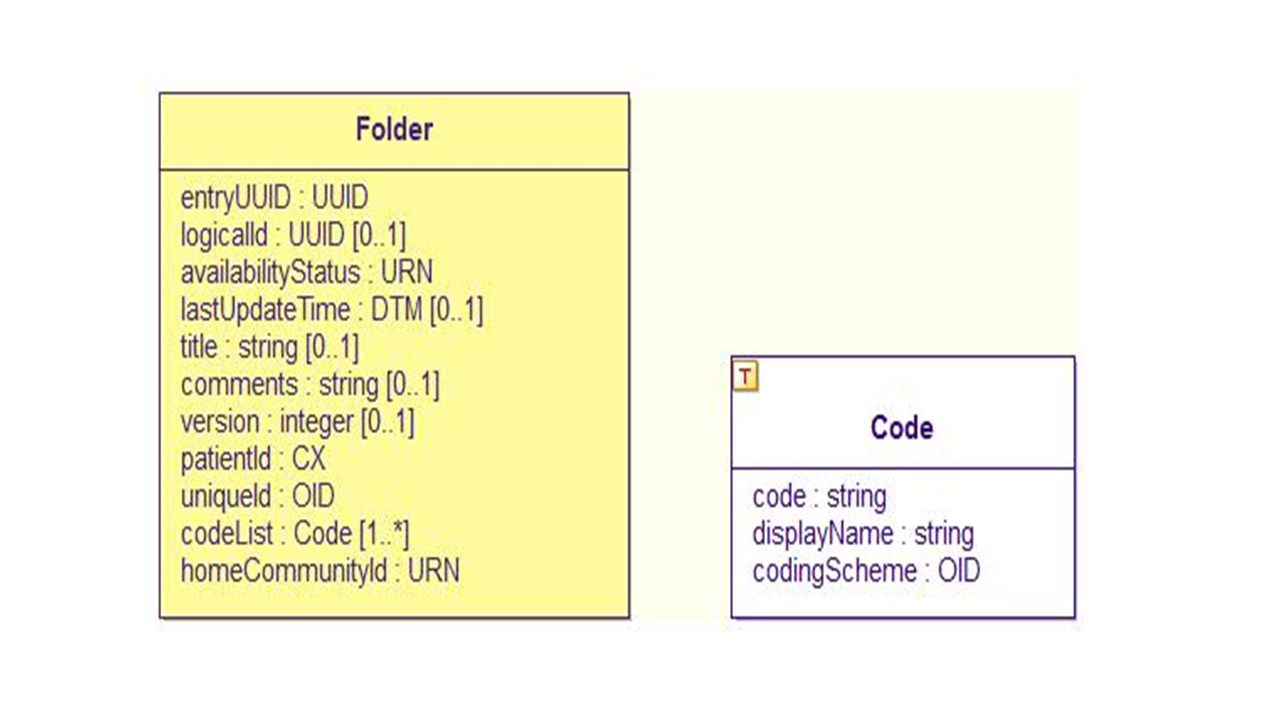 Folder
entryUUID : UUID
logicalId : UUID [0..1]
availabilityStatus : URN
lastUpdateTime : DTM [0..1]
title : string [0..1]
comments : string [0..1]
version : integer [0..1]
patientId : CX
uniqueId : OID
codeList : Code [1..*]
homeCommunityId : URN
T
Code
code : string
displayName : string
codingScheme : OID